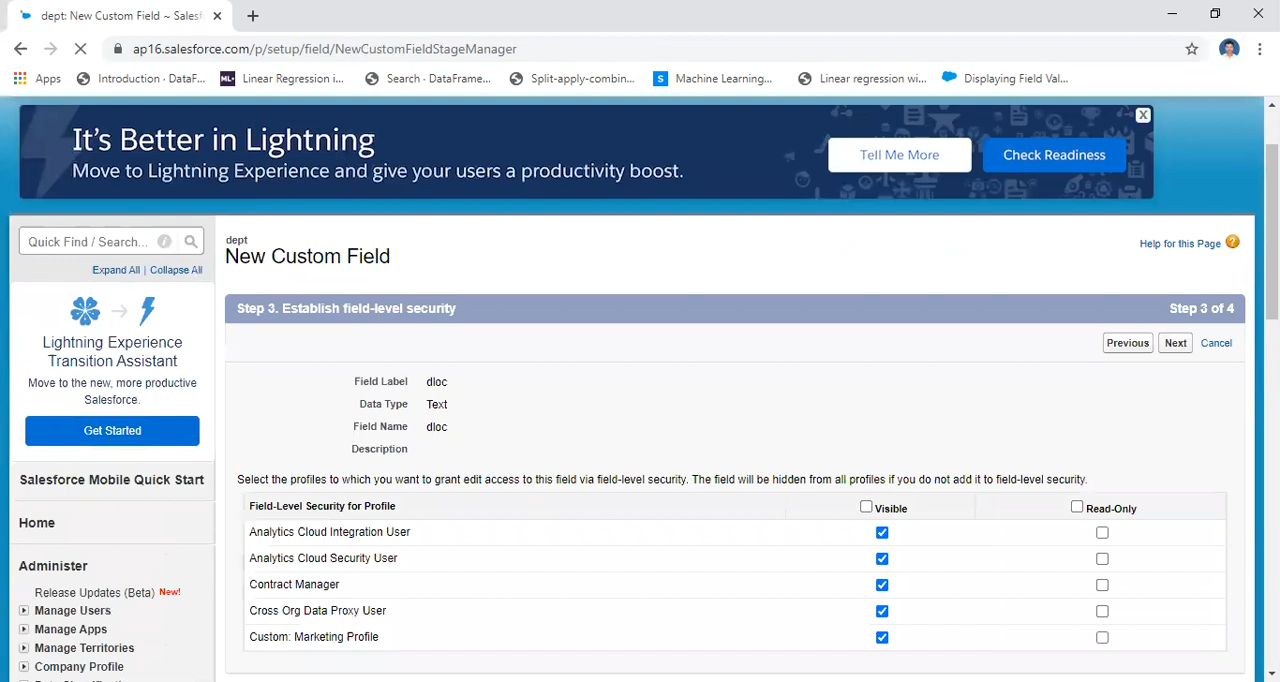 dept: New Custom Field ~ Salesf
ap16.salesforce.com/p/setup/field/NewCustomFieldStageManager
Apps
Introduction · DataF...
ML+
Linear Regression i...
Search · DataFrame...
Split-apply-combin...
S
Machine Learning...
Linear regression wi...
Displaying Field Val...
It's Better in Lightning
Move to Lightning Experience and give your users a productivity boost.
Tell Me More
Check Readiness
X
Quick Find / Search...
i
Expand All | Collapse All
Lightning Experience
Transition Assistant
Move to the new, more productive
Salesforce.
Get Started
Salesforce Mobile Quick Start
Home
Administer
Release Updates (Beta) New!
Manage Users
Manage Apps
Manage Territories
Company Profile
dept
New Custom Field
Help for this Page ?
Step 3. Establish field-level security
Step 3 of 4
Previous
Next
Cancel
Field Label dloc
Data Type Text
Field Name dloc
Description
Select the profiles to which you want to grant edit access to this field via field-level security. The field will be hidden from all profiles if you do not add it to field-level security.
Field-Level Security for Profile
Visible
Read-Only
Analytics Cloud Integration User
Analytics Cloud Security User
Contract Manager
Cross Org Data Proxy User
Custom: Marketing Profile